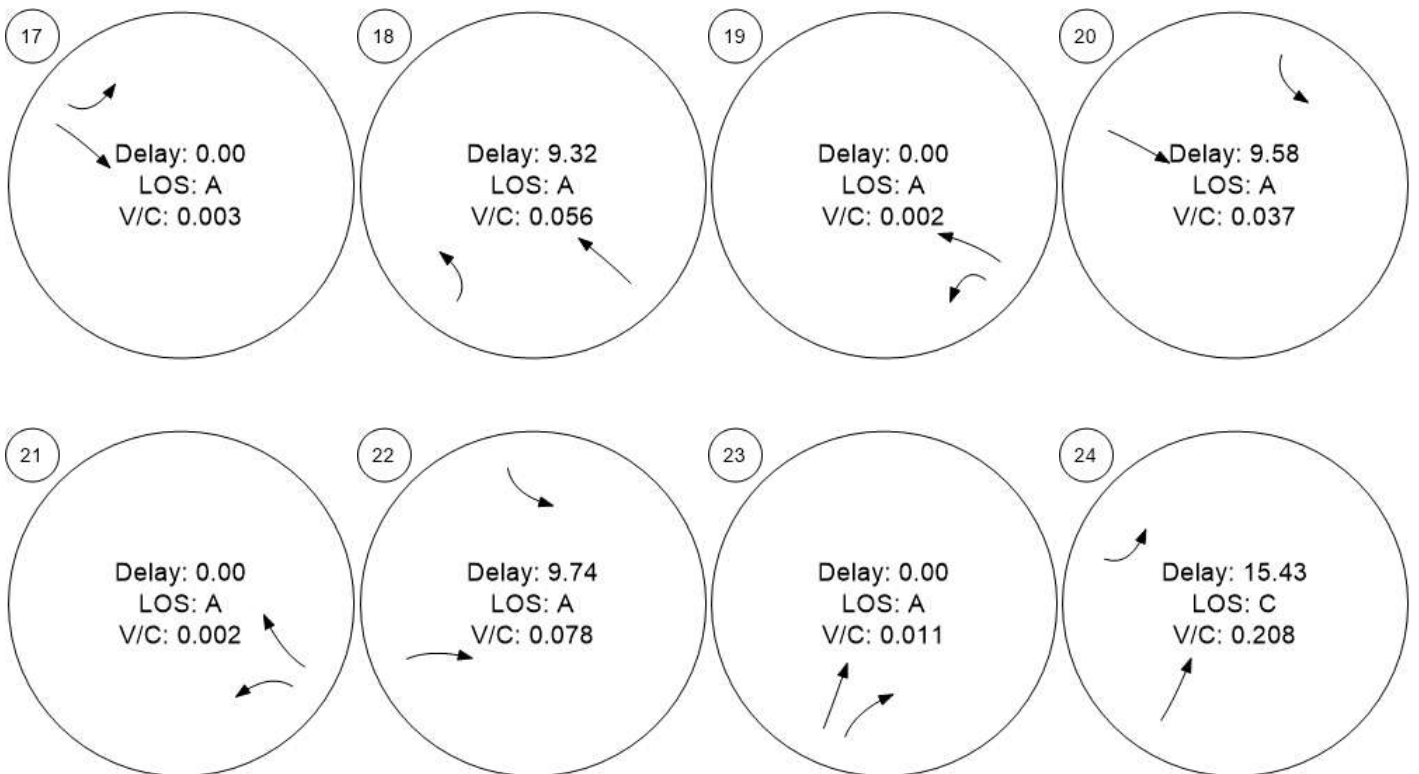 17
Delay: 0.00
LOS: A
V/C: 0.003
18
Delay: 9.32
LOS: A
V/C: 0.056
19
Delay: 0.00
LOS: A
V/C: 0.002
20
Delay: 9.58
LOS: A
V/C: 0.037
21
Delay: 0.00
LOS: A
V/C: 0.002
22
Delay: 9.74
LOS: A
V/C: 0.078
23
Delay: 0.00
LOS: A
V/C: 0.011
24
Delay: 15.43
LOS: C
V/C: 0.208